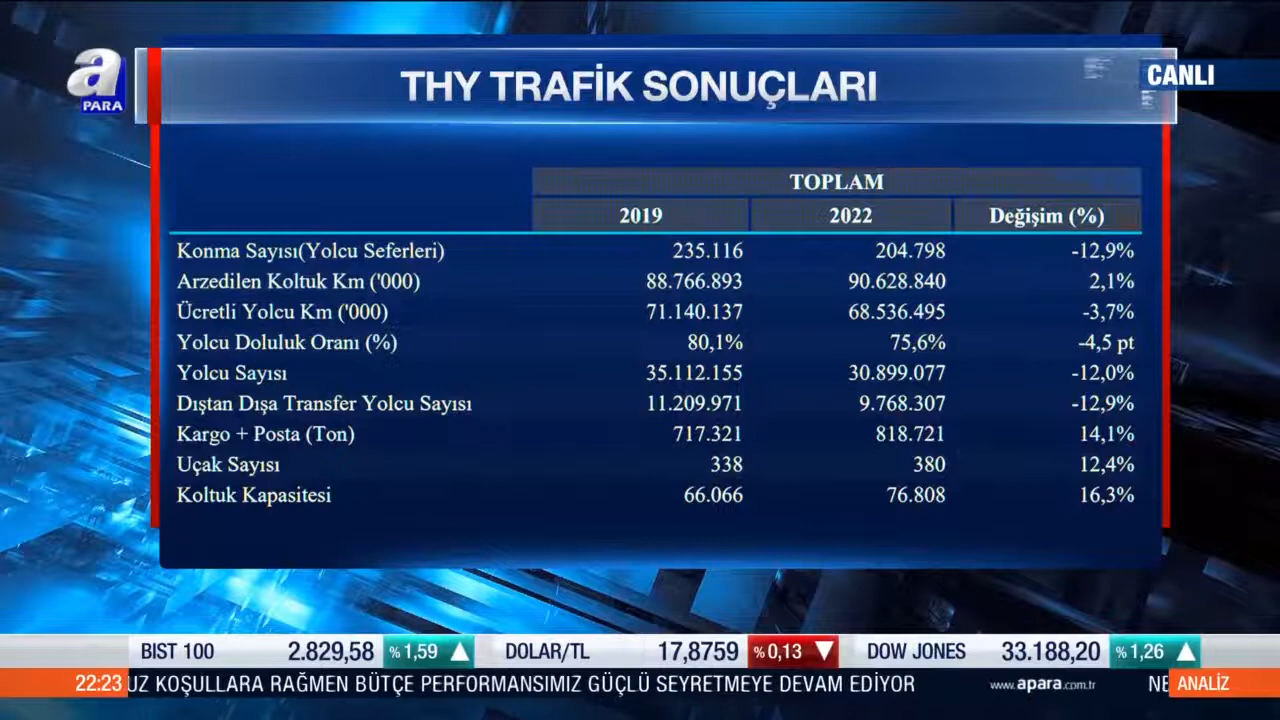 a
PARA
THY TRAFİK SONUÇLARI
CANLI
TOPLAM
2019 2022 Değişim (%)
Konma Sayısı(Yolcu Seferleri) 235.116 204.798 -12,9%
Arzedilen Koltuk Km ('000) 88.766.893 90.628.840 2,1%
Ücretli Yolcu Km ('000) 71.140.137 68.536.495 -3,7%
Yolcu Doluluk Oranı (%) 80,1% 75,6% -4,5 pt
Yolcu Sayısı 35.112.155 30.899.077 -12,0%
Dıştan Dışa Transfer Yolcu Sayısı 11.209.971 9.768.307 -12,9%
Kargo + Posta (Ton) 717.321 818.721 14,1%
Uçak Sayısı 338 380 12,4%
Koltuk Kapasitesi 66.066 76.808 16,3%
BIST 100 2.829,58 %1,59 DOLAR/TL 17,8759 %0,13 DOW JONES 33.188,20 %1,26
22:23 UZ KOŞULLARA RAĞMEN BÜTÇE PERFORMANSIMIZ GÜÇLÜ SEYRETMEYE DEVAM EDİYOR www.apara.com.tr NE ANALİZ